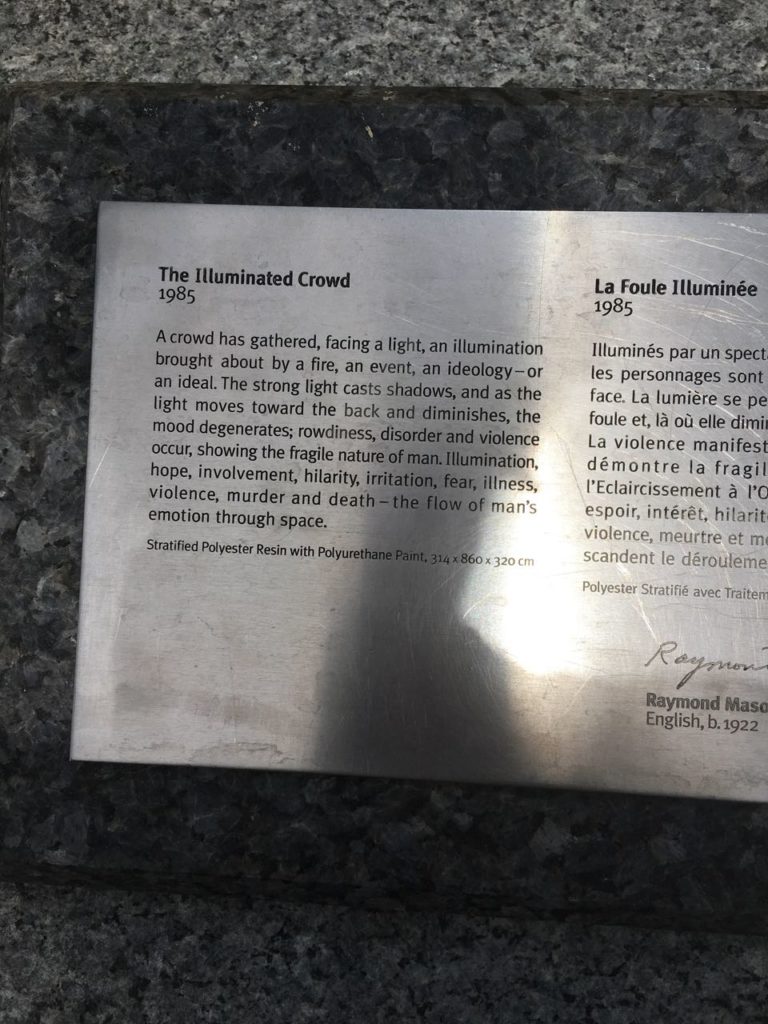 The Illuminated Crowd
1985
A crowd has gathered, facing a light, an illumination
brought about by a fire, an event, an ideology–or
an ideal. The strong light casts shadows, and as the
light moves toward the back and diminishes, the
mood degenerates; rowdiness, disorder and violence
occur, showing the fragile nature of man. Illumination,
hope, involvement, hilarity, irritation, fear, illness,
violence, murder and death–the flow of man's
emotion through space.
Stratified Polyester Resin with Polyurethane Paint, 314 x 860 x 320 cm
La Foule Illuminée
1985
Illuminés par un
les personnages sont
face. La lumière se
foule et, là où elle
La violence
démontre la
l'Eclaircissement à
espoir, intérêt,
violence, meurtre et
scandent le
Polyester Stratifié avec
Raymond
English, b. 1922